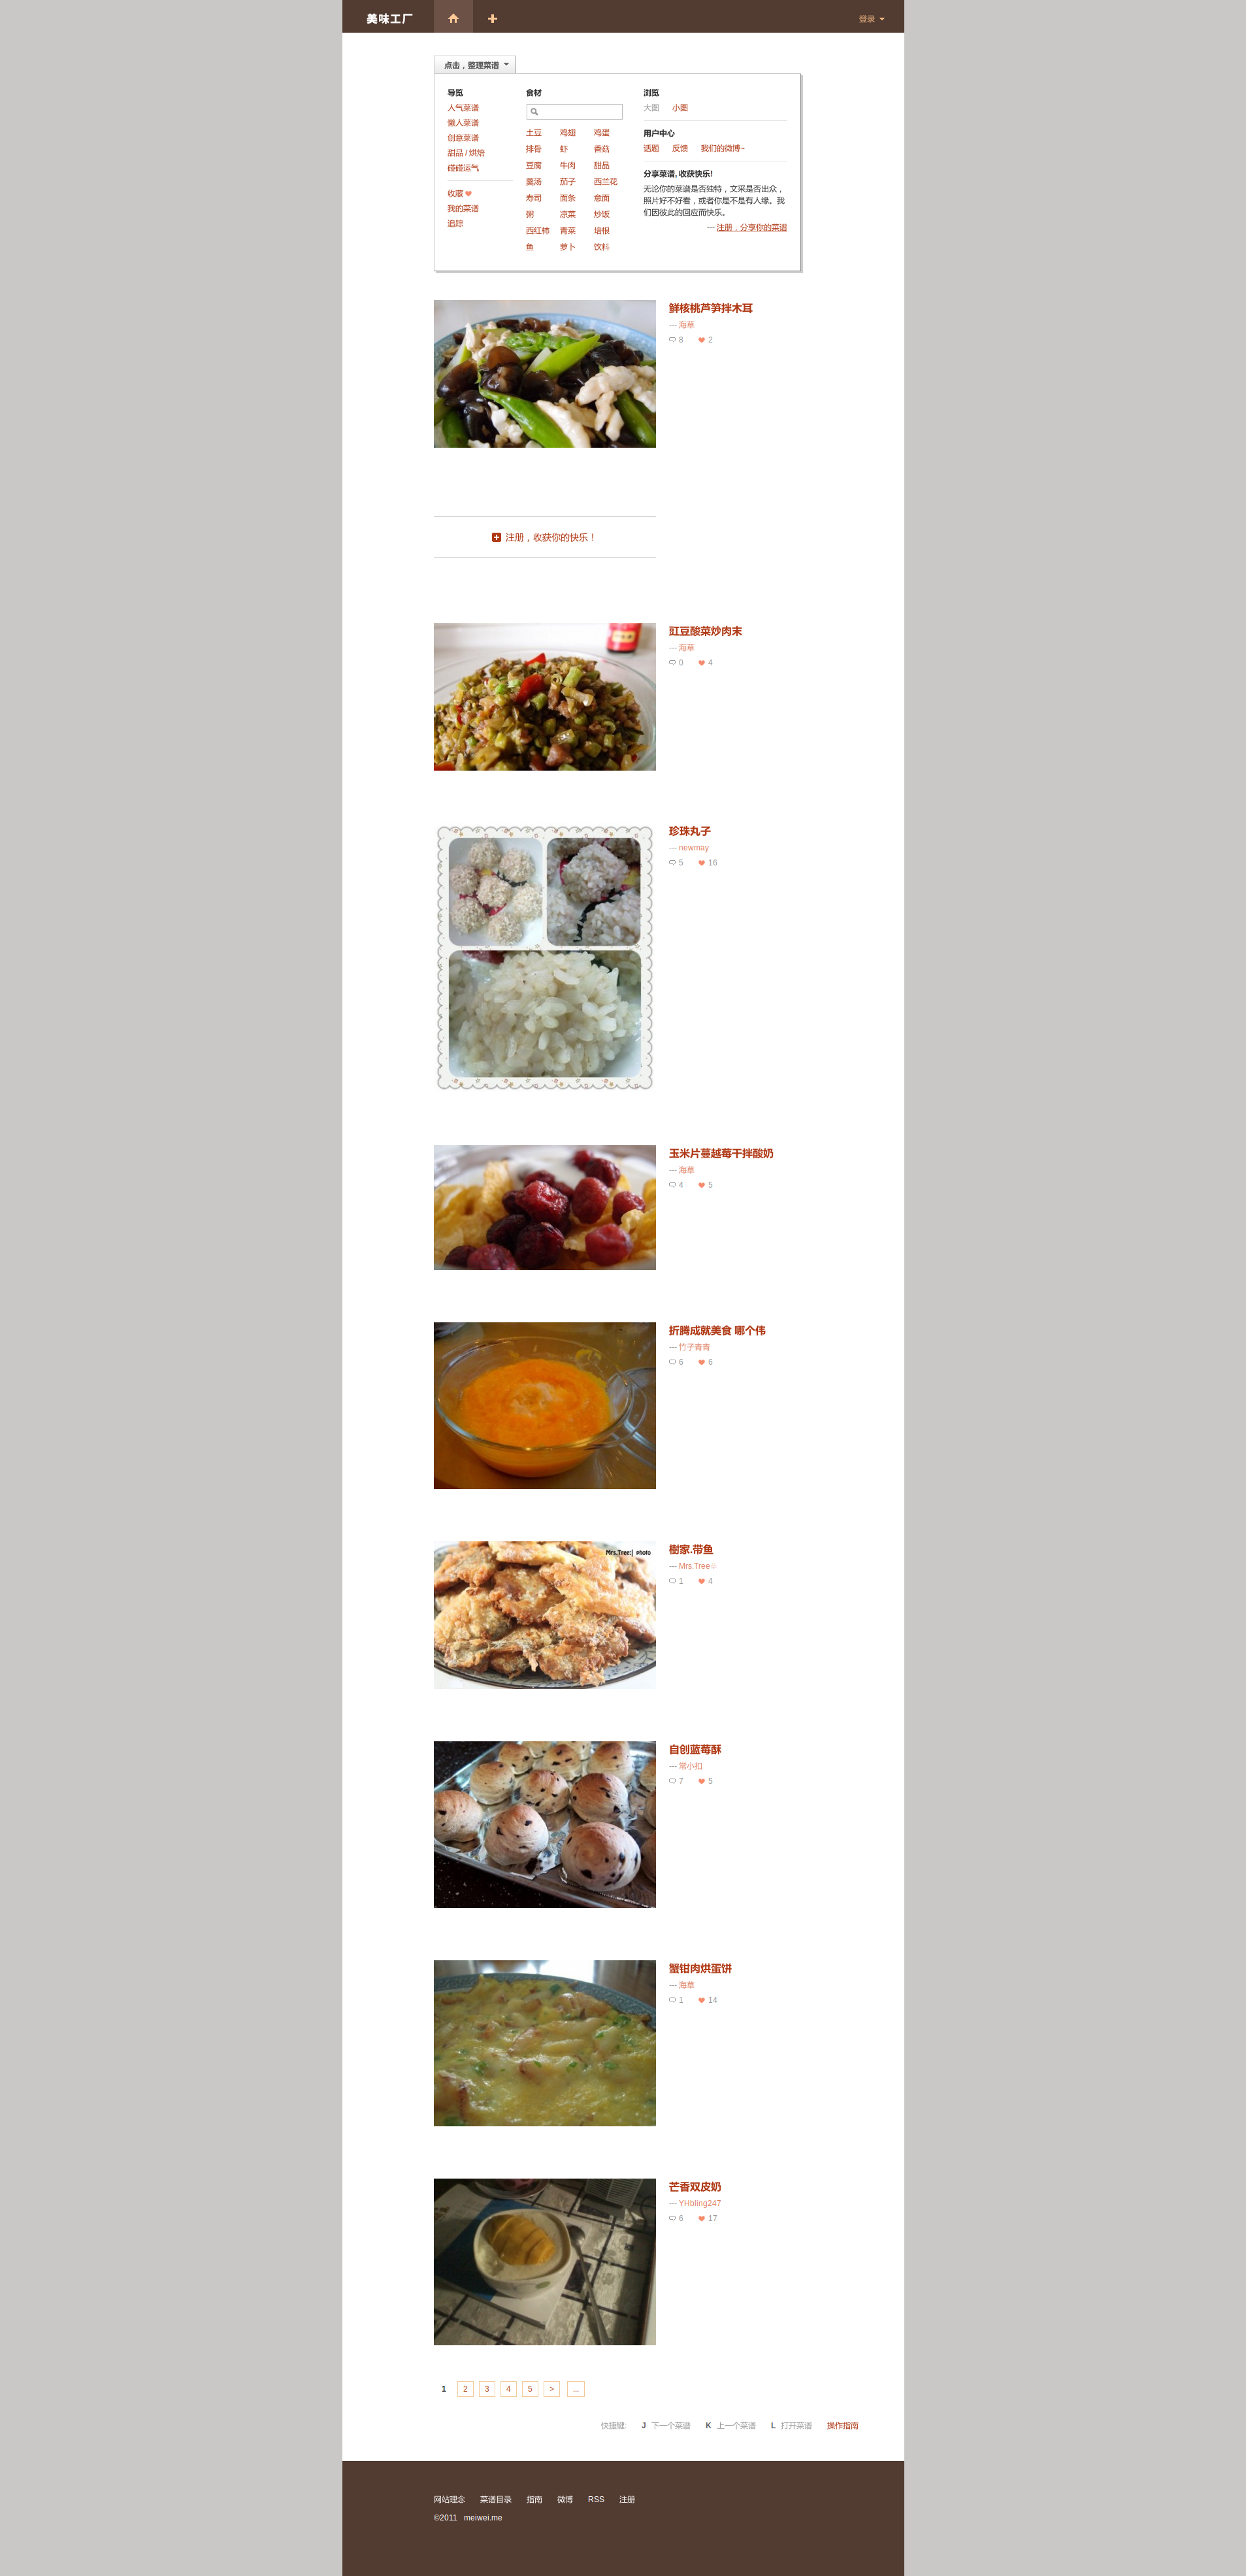 美味工厂
登录
点击，整理菜谱
导览
人气菜谱
懒人菜谱
创意菜谱
甜品 / 烘焙
碰碰运气
收藏
我的菜谱
追踪
食材
土豆 鸡翅 鸡蛋
排骨 虾 香菇
豆腐 牛肉 甜品
羹汤 茄子 西兰花
寿司 面条 意面
粥 凉菜 炒饭
西红柿 青菜 培根
鱼 萝卜 饮料
浏览
大图 小图
用户中心
话题 反馈 我们的微博~
分享菜谱, 收获快乐!
无论你的菜谱是否独特，文采是否出众，
照片好不好看，或者你是不是有人缘。我
们因彼此的回应而快乐。
--- 注册，分享你的菜谱
鲜核桃芦笋拌木耳
--- 海草
8 2
注册，收获你的快乐！
豇豆酸菜炒肉末
--- 海草
0 4
珍珠丸子
--- newmay
5 16
玉米片蔓越莓干拌酸奶
--- 海草
4 5
折腾成就美食 哪个伟
--- 竹子青青
6 6
Mrs.Tree:| photo
樹家.带鱼
--- Mrs.Tree♨
1 4
自创蓝莓酥
--- 常小扣
7 5
蟹钳肉烘蛋饼
--- 海草
1 14
芒香双皮奶
--- YHbling247
6 17
1 2 3 4 5 > ...
快捷键: J 下一个菜谱 K 上一个菜谱 L 打开菜谱 操作指南
网站理念 菜谱目录 指南 微博 RSS 注册
©2011 meiwei.me